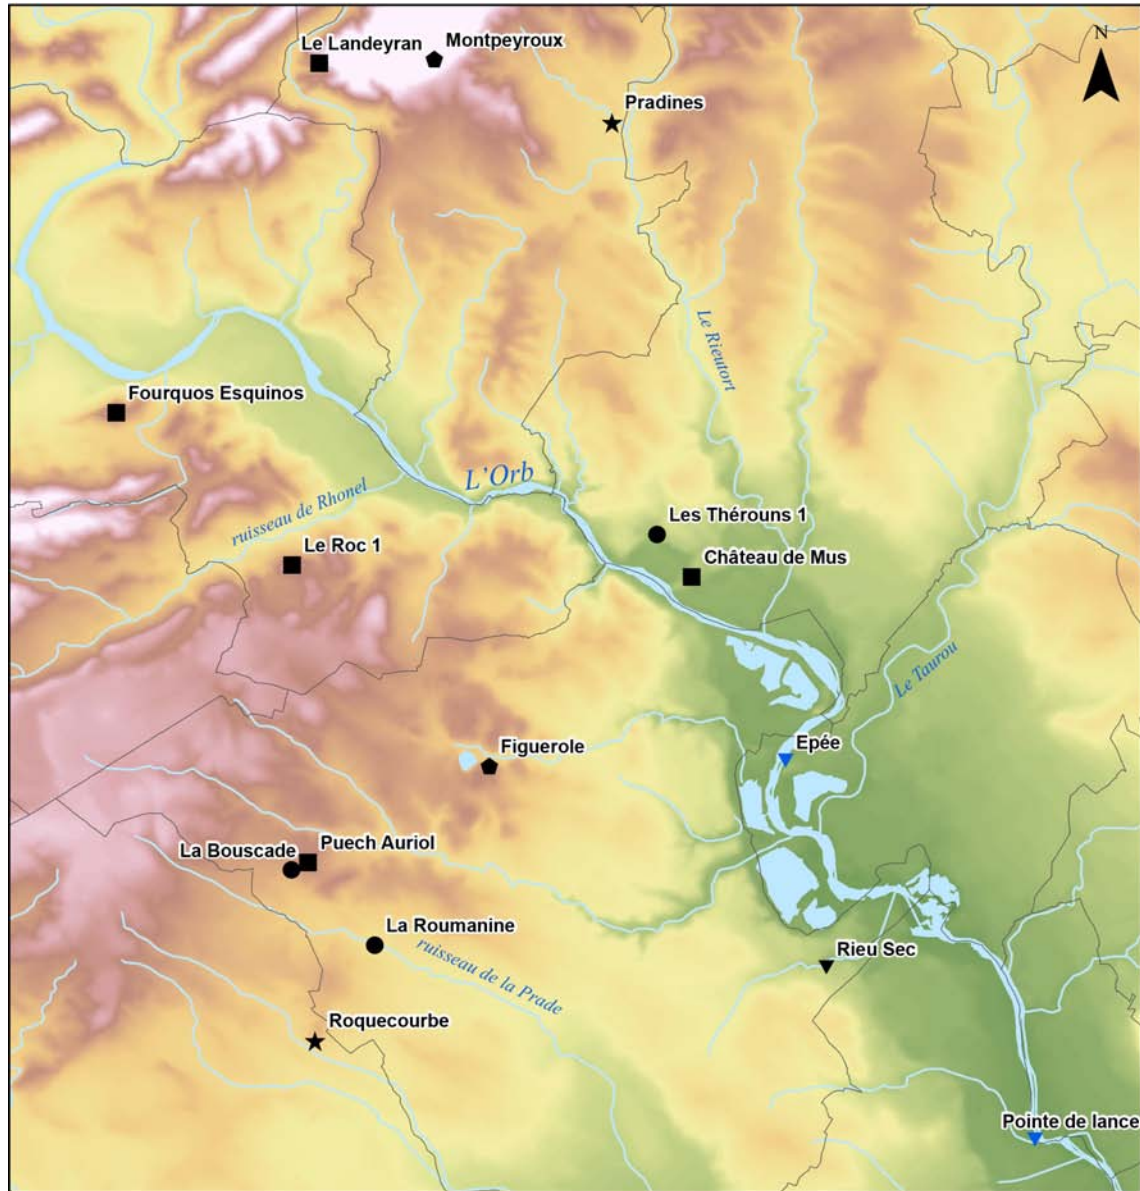 Le Landeyran
Montpeyroux
N
Pradines
Le Rieutort
Fourquos Esquinos
L'Orb
ruisseau de Rhonel
Les Thérouns 1
Le Roc 1
Château de Mus
Le Taurou
Figuerole
Epée
Puech Auriol
La Bouscade
La Roumanine
ruisseau de la Prade
Rieu Sec
Roquecourbe
Pointe de lance